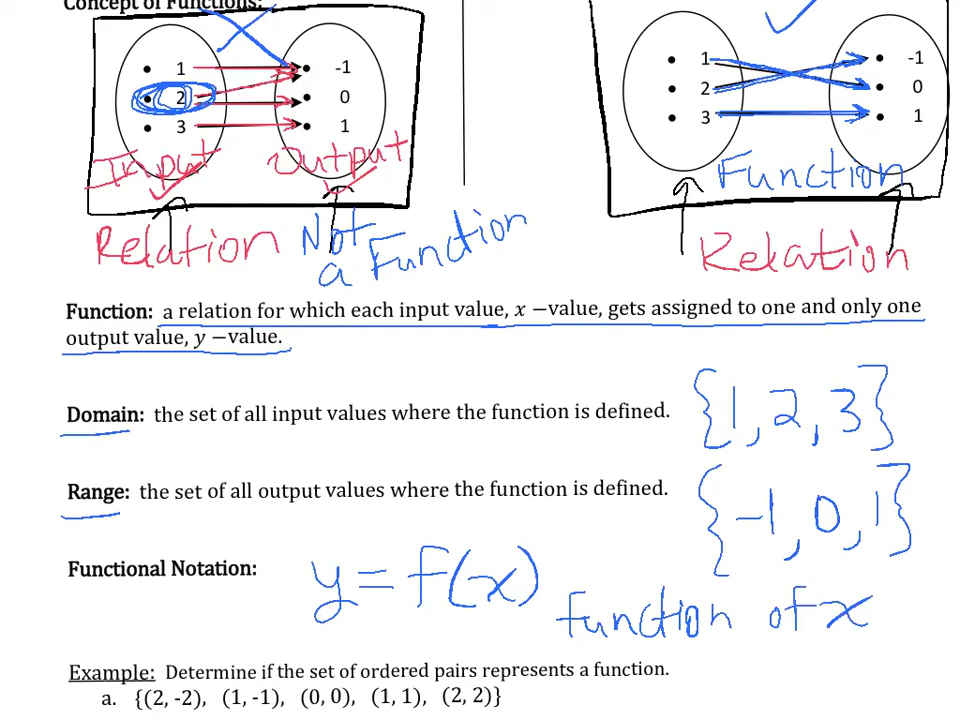 Concept of Functions:
1 -1
2 0
3 1
Input Output
Relation Not a Function
1 -1
2 0
3 1
Function
Relation
Function: a relation for which each input value, x −value, gets assigned to one and only one
output value, y −value.
Domain: the set of all input values where the function is defined. {1, 2, 3}
Range: the set of all output values where the function is defined. {-1, 0, 1}
Functional Notation: y = f(x)
function of x
Example: Determine if the set of ordered pairs represents a function.
a. {(2, -2), (1, -1), (0, 0), (1, 1), (2, 2)}